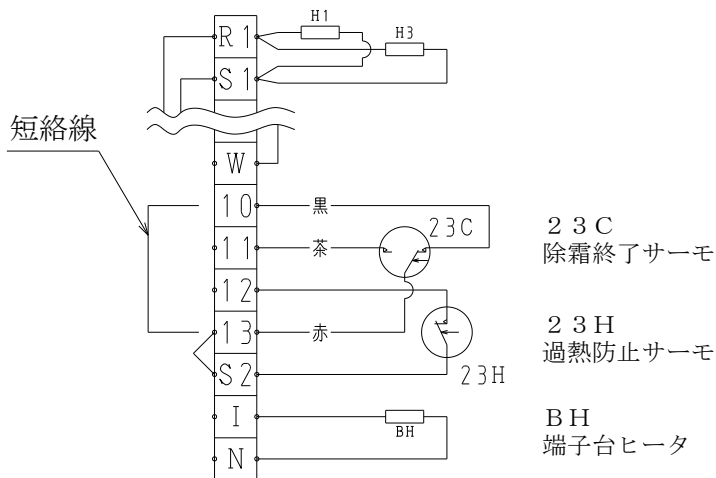 H1
R1
H3
S1
短絡線
W
10
黒
23C
23C
11
茶
除霜終了サーモ
12
23H
13
赤
過熱防止サーモ
S2
23H
I
BH
BH
端子台ヒータ
N